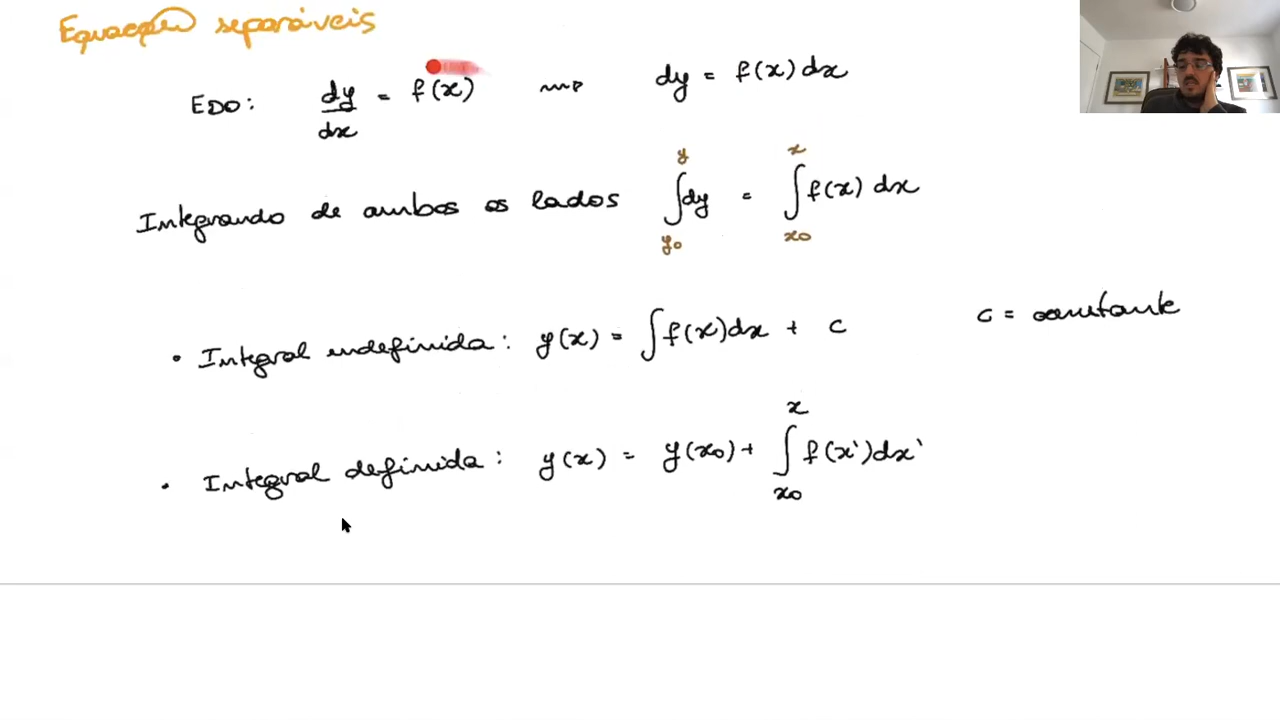 Equações separáveis
EDO: dy/dx = f(x) ⇝ dy = f(x) dx
Integrando de ambos os lados ∫_{y0}^{y} dy = ∫_{x0}^{x} f(x) dx
• Integral indefinida: y(x) = ∫ f(x) dx + c c = constante
• Integral definida: y(x) = y(x0) + ∫_{x0}^{x} f(x') dx'